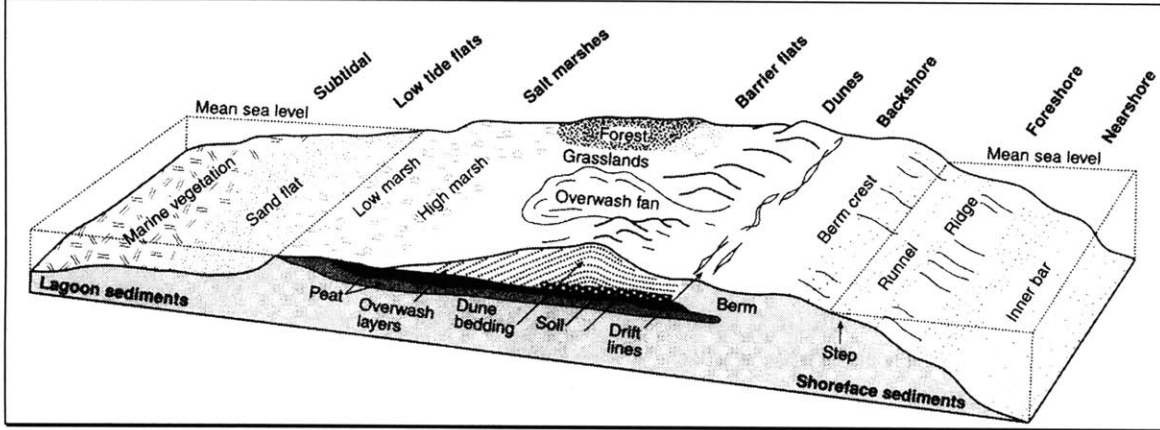 Subtidal
Low tide flats
Salt marshes
Barrier flats
Dunes
Backshore
Foreshore
Nearshore
Mean sea level
Mean sea level
Forest
Grasslands
Overwash fan
Marine vegetation
Sand flat
Low marsh
High marsh
Berm crest
Runnel
Ridge
Inner bar
Lagoon sediments
Peat
Overwash
layers
Dune
bedding
Soil
Drift
lines
Berm
Step
Shoreface sediments